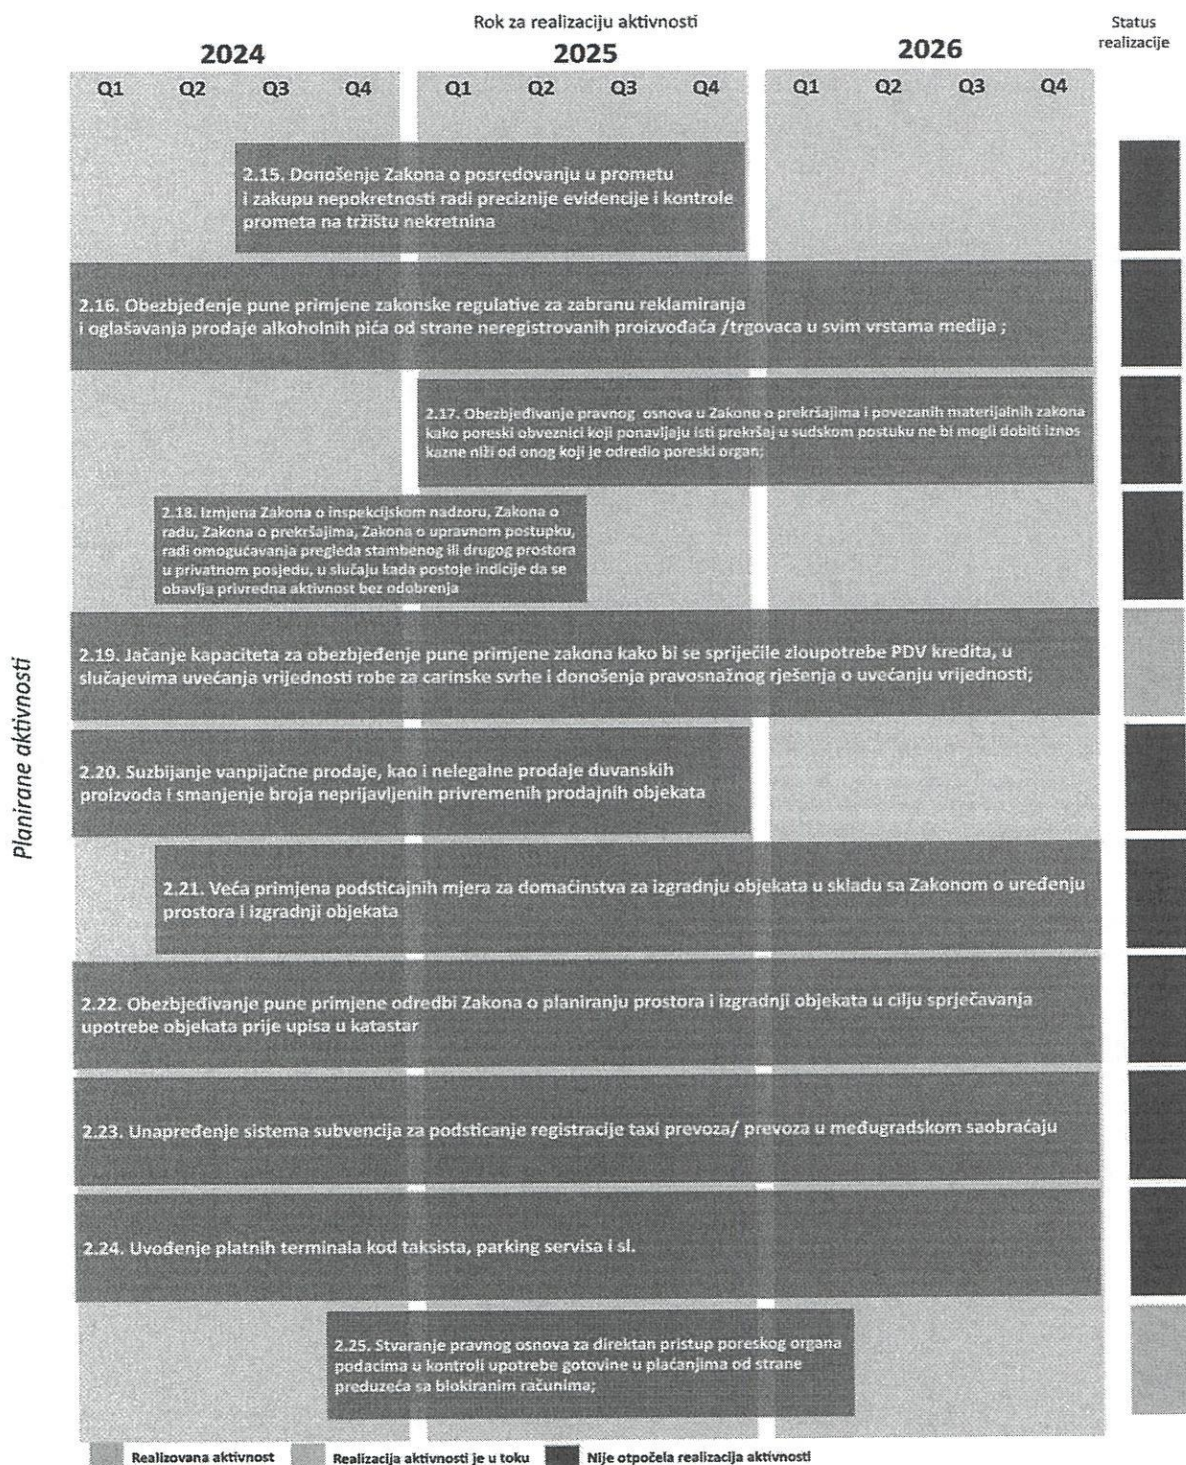 Rok za realizaciju aktivnosti
Status
realizacije
2024
2025
2026
Q1 Q2 Q3 Q4 Q1 Q2 Q3 Q4 Q1 Q2 Q3 Q4
Planirane aktivnosti
2.15. Donošenje Zakona o posredovanju u prometu
i zakupu nepokretnosti radi preciznije evidencije i kontrole
prometa na tržištu nekretnina
2.16. Obezbjeđenje pune primjene zakonske regulative za zabranu reklamiranja
i oglašavanja prodaje alkoholnih pića od strane neregistrovanih proizvođača /trgovaca u svim vrstama medija ;
2.17. Obezbjeđivanje pravnog osnova u Zakonu o prekršajima i povezanih materijalnih zakona
kako poreski obveznici koji ponavljaju isti prekršaj u sudskom postuku ne bi mogli dobiti iznos
kazne niži od onog koji je odredio poreski organ;
2.18. Izmjena Zakona o inspekcijskom nadzoru, Zakona o
radu, Zakona o prekršajima, Zakona o upravnom postupku,
radi omogućavanja pregleda stambenog ili drugog prostora
u privatnom posjedu, u slučaju kada postoje indicije da se
obavlja privredna aktivnost bez odobrenja
2.19. Jačanje kapaciteta za obezbjeđenje pune primjene zakona kako bi se spriječile zloupotrebe PDV kredita, u
slučajevima uvećanja vrijednosti robe za carinske svrhe i donošenja pravosnažnog rješenja o uvećanju vrijednosti;
2.20. Suzbijanje vanpijačne prodaje, kao i nelegalne prodaje duvanskih
proizvoda i smanjenje broja neprijavljenih privremenih prodajnih objekata
2.21. Veća primjena podsticajnih mjera za domaćinstva za izgradnju objekata u skladu sa Zakonom o uređenju
prostora i izgradnji objekata
2.22. Obezbjeđivanje pune primjene odredbi Zakona o planiranju prostora i izgradnji objekata u cilju sprječavanja
upotrebe objekata prije upisa u katastar
2.23. Unapređenje sistema subvencija za podsticanje registracije taxi prevoza/ prevoza u međugradskom saobraćaju
2.24. Uvođenje platnih terminala kod taksista, parking servisa i sl.
2.25. Stvaranje pravnog osnova za direktan pristup poreskog organa
podacima u kontroli upotrebe gotovine u plaćanjima od strane
preduzeća sa blokiranim računima;
Realizovana aktivnost Realizacija aktivnosti je u toku Nije otpočela realizacija aktivnosti